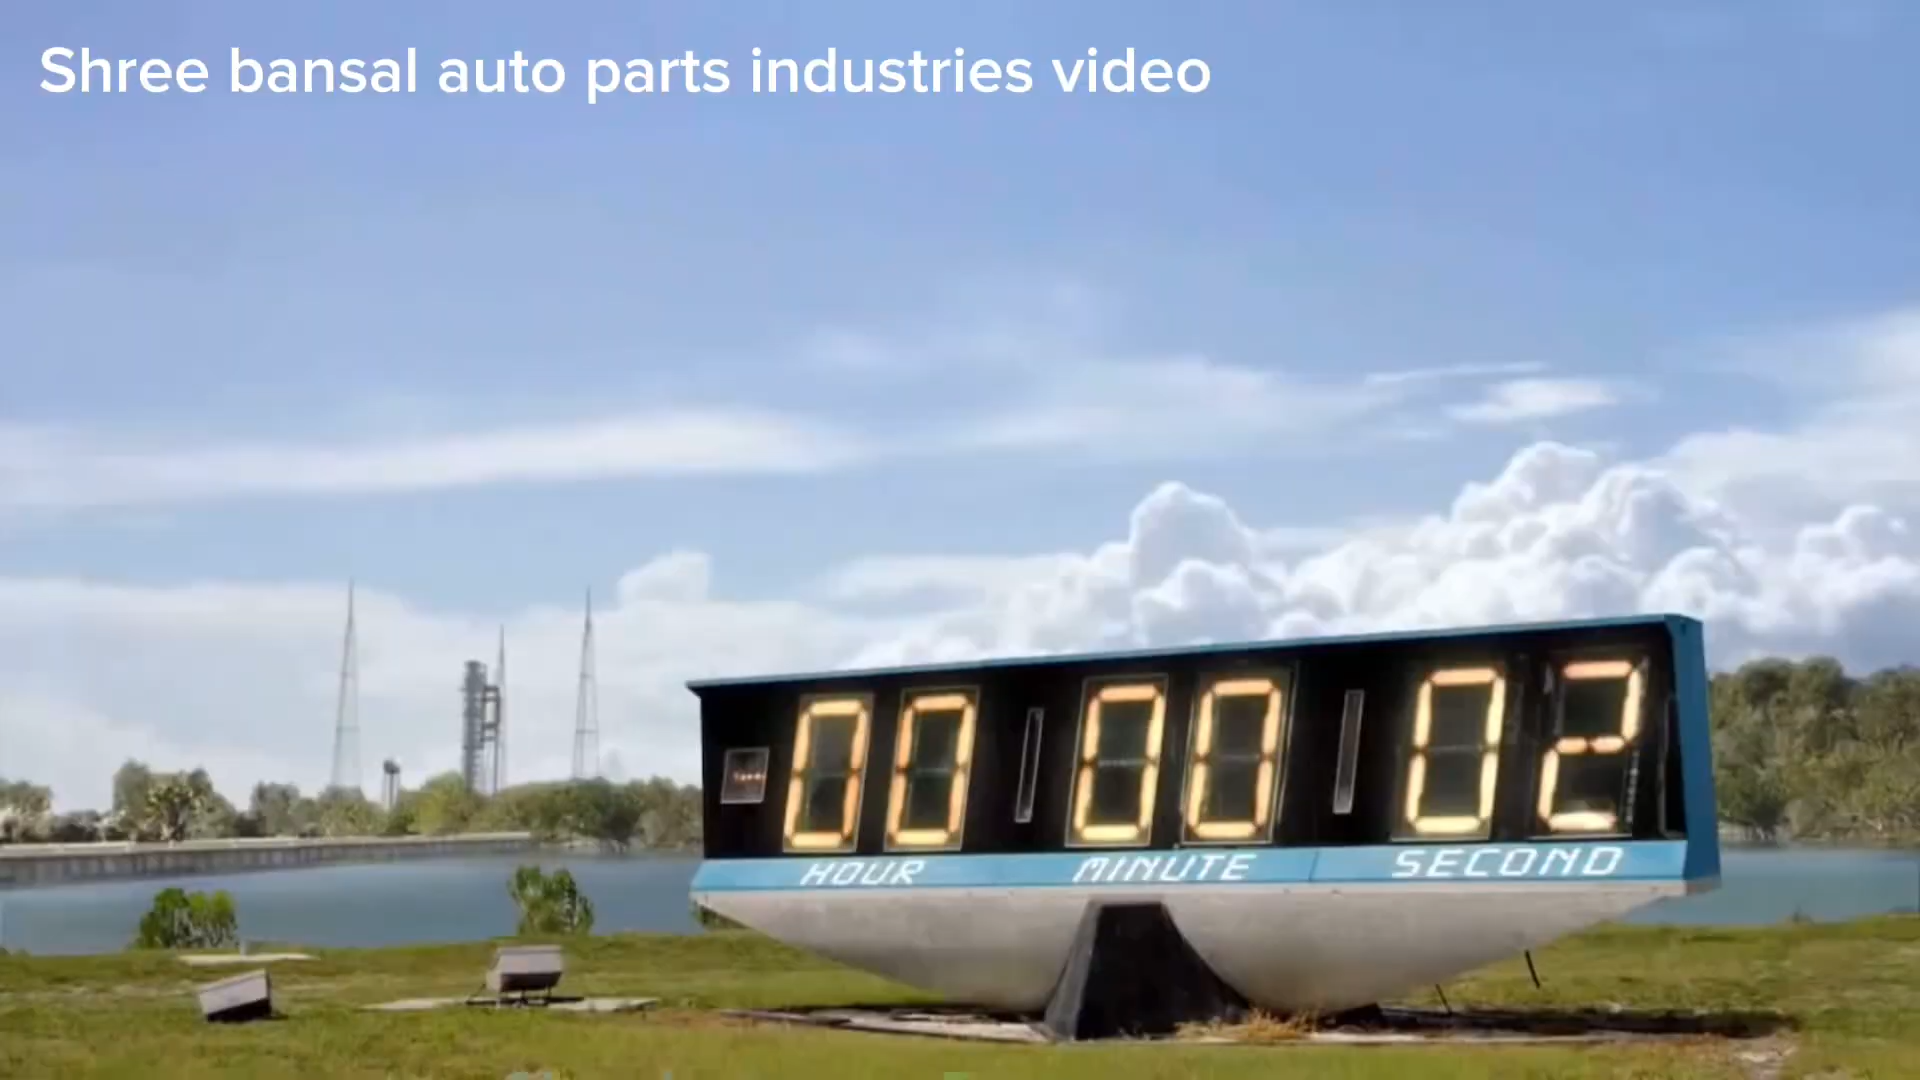 Shree bansal auto parts industries video
00 00 02
HOUR MINUTE SECOND